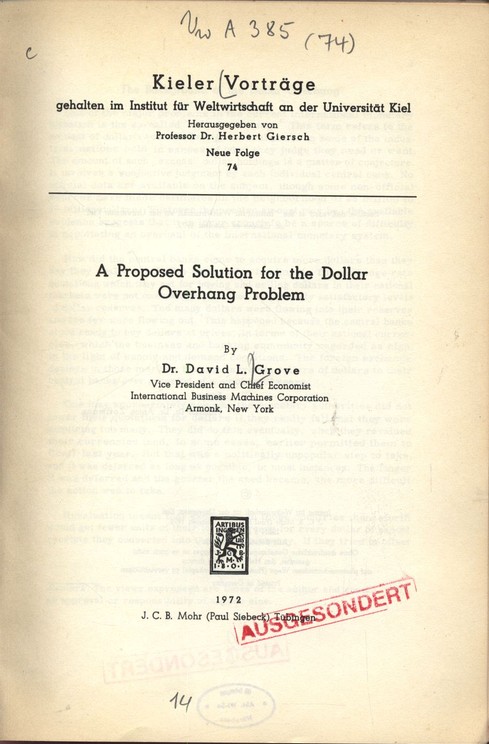 Vw A 385 (74)
c
Kieler Vorträge
gehalten im Institut für Weltwirtschaft an der Universität Kiel
Herausgegeben von
Professor Dr. Herbert Giersch
Neue Folge
74
A Proposed Solution for the Dollar
Overhang Problem
By
Dr. David L. Grove
Vice President and Chief Economist
International Business Machines Corporation
Armonk, New York
ARTIBUS
1801
1972
J. C. B. Mohr (Paul Siebeck) Tübingen
AUSGESONDERT
14